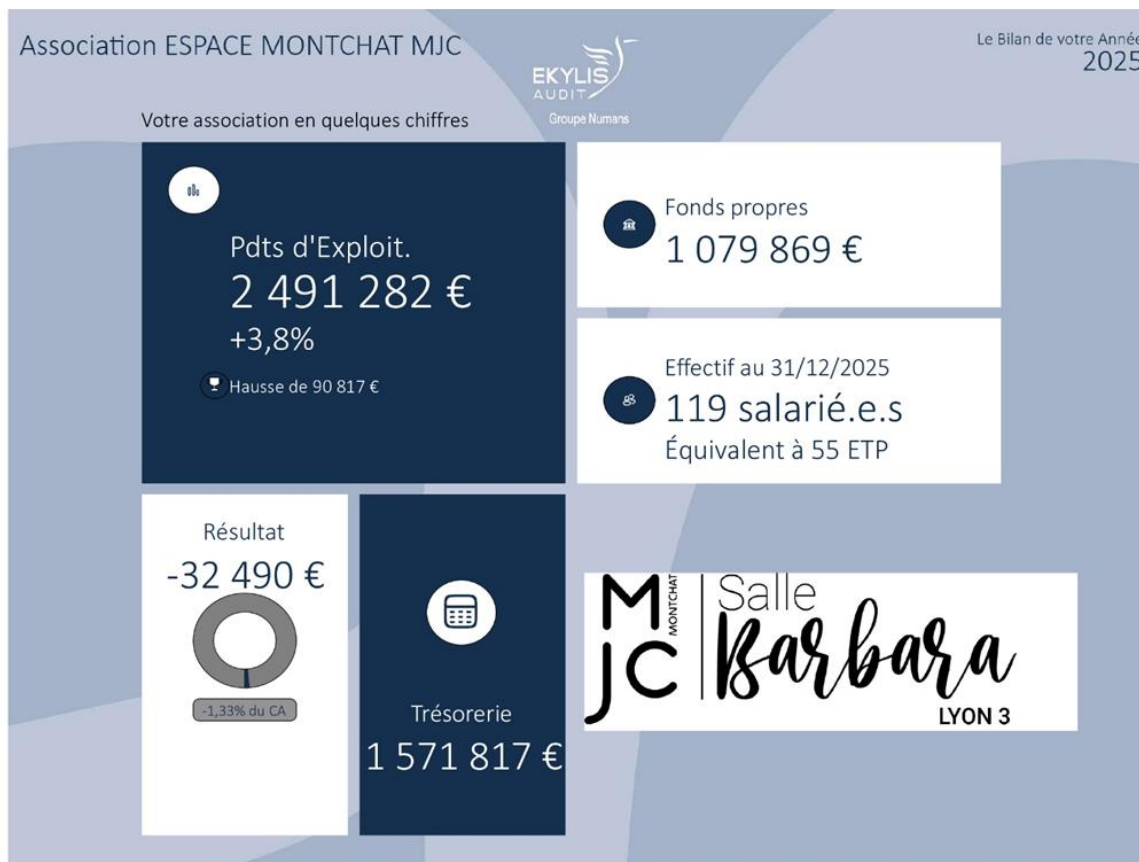 Association ESPACE MONTCHAT MJC
EKYLIS
AUDIT
Groupe Numans
Le Bilan de votre Année
2025
Votre association en quelques chiffres
Pdts d'Exploit.
2 491 282 €
+3,8%
Hausse de 90 817 €
Fonds propres
1 079 869 €
Effectif au 31/12/2025
119 salarié.e.s
Équivalent à 55 ETP
Résultat
-32 490 €
-1,33% du CA
Trésorerie
1 571 817 €
MJC
MONTCHAT
Salle
Barbara
LYON 3